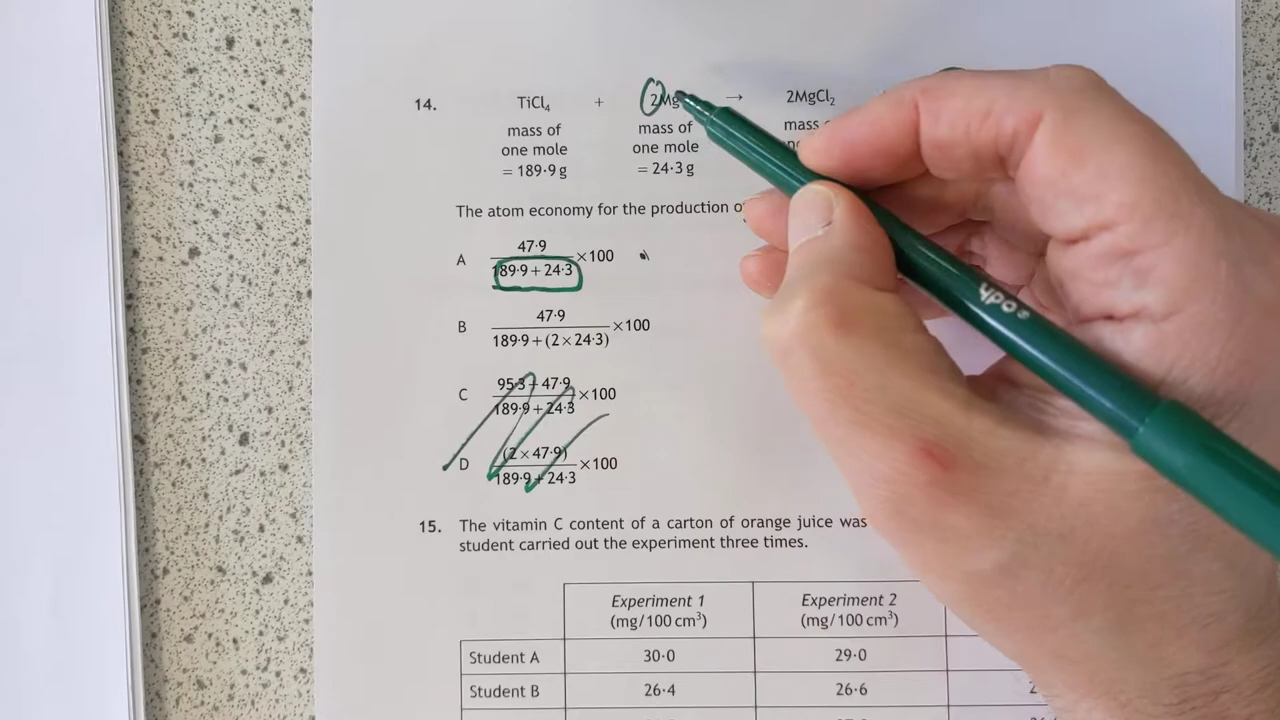 14. TiCl₄ + 2Mg → 2MgCl₂
mass of mass of mass
one mole one mole
= 189·9 g = 24·3 g
The atom economy for the production
A 47·9 / 189·9 + 24·3 ×100
B 47·9 / 189·9 + (2 × 24·3) ×100
C 95·3 + 47·9 / 189·9 + 24·3 ×100
D (2 × 47·9) / 189·9 + 24·3 ×100
15. The vitamin C content of a carton of orange juice was
student carried out the experiment three times.
Experiment 1 Experiment 2
(mg/100 cm³) (mg/100 cm³)
Student A 30·0 29·0
Student B 26·4 26·6
ypo